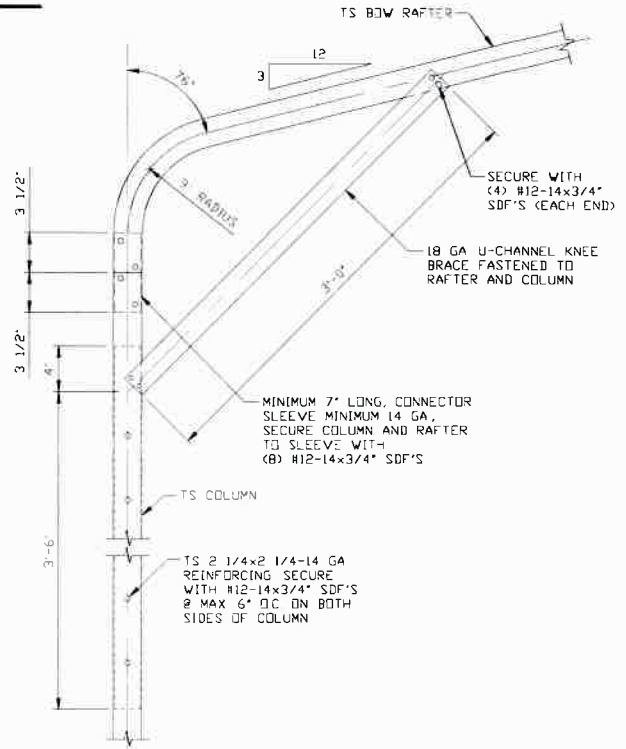 TS BOW RAFTER
12
3
76°
SECURE WITH
(4) #12-14x3/4"
SDF'S (EACH END)
9" RADIUS
3 1/2"
18 GA U-CHANNEL KNEE
BRACE FASTENED TO
RAFTER AND COLUMN
3'-0"
3 1/2"
4"
MINIMUM 7" LONG, CONNECTOR
SLEEVE MINIMUM 14 GA,
SECURE COLUMN AND RAFTER
TO SLEEVE WITH
(8) #12-14x3/4" SDF'S
TS COLUMN
3'-6"
TS 2 1/4x2 1/4-14 GA
REINFORCING SECURE
WITH #12-14x3/4" SDF'S
@ MAX 6" OC ON BOTH
SIDES OF COLUMN